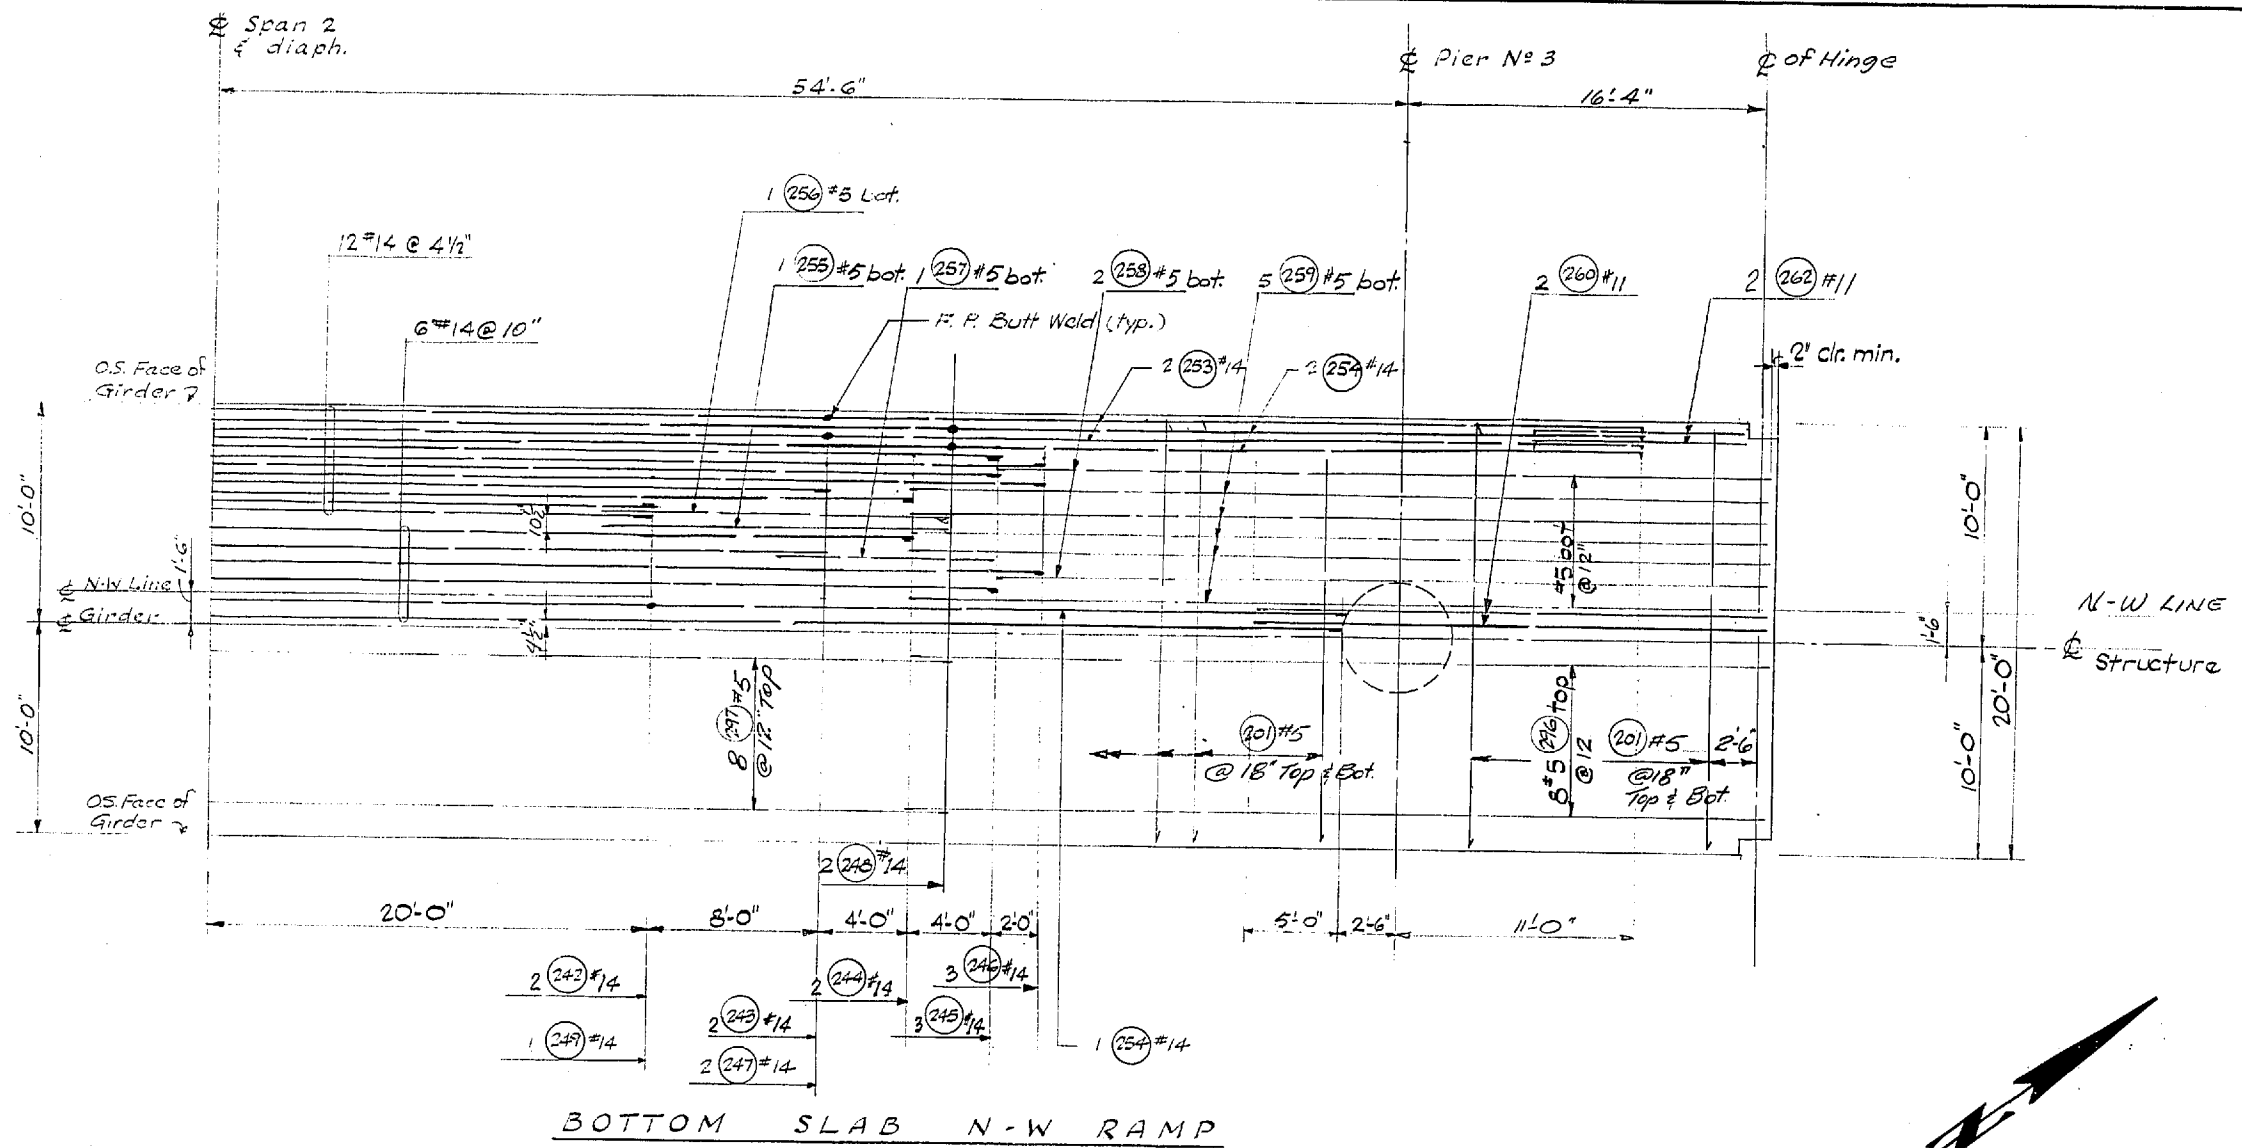 ℄ Span 2
& diaph.
℄ Pier Nº 3
℄ of Hinge
54'-6"
16'-4"
1 (256) #5 bot.
12 #14 @ 4½"
1 (255) #5 bot.
1 (257) #5 bot.
2 (258) #5 bot.
5 (259) #5 bot.
2 (260) #11
2 (262) #11
F. P. Butt Weld (typ.)
6 #14 @ 10"
2 (253) #14
2 (254) #14
2" clr. min.
O.S. Face of
Girder
10'-0"
1'-6"
10½"
#5 bot
@ 12"
10'-0"
℄ N-W Line
℄ Girder
4½"
N-W LINE
1'-6"
℄ Structure
20'-0"
10'-0"
8 (297) #5
@ 12" Top
(201) #5
@ 18" Top & Bot.
8 #5 (296) top
@ 12
(201) #5
@ 18"
Top & Bot.
2'-6"
10'-0"
O.S. Face of
Girder
2 (248) #14
20'-0"
8'-0"
4'-0"
4'-0"
2'-0"
5'-0"
2'-6"
11'-0"
2 (242) #14
2 (244) #14
3 (246) #14
1 (249) #14
2 (243) #14
3 (245) #14
2 (247) #14
1 (254) #14
BOTTOM SLAB N-W RAMP
N